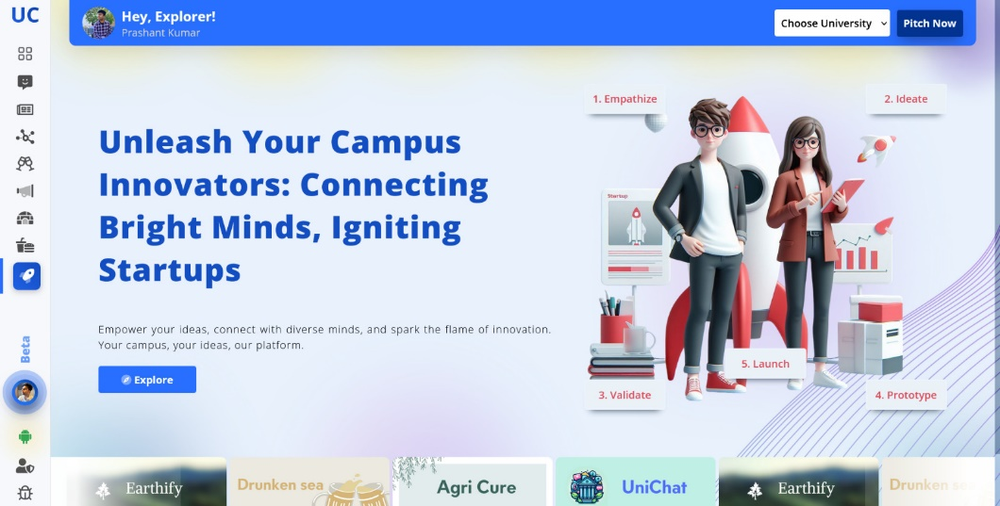 UC
Hey, Explorer!
Prashant Kumar
Choose University
Pitch Now
1. Empathize
2. Ideate
Unleash Your Campus
Innovators: Connecting
Bright Minds, Igniting
Startups
Startup
Empower your ideas, connect with diverse minds, and spark the flame of innovation.
Your campus, your ideas, our platform.
Explore
5. Launch
3. Validate
4. Prototype
Beta
Earthify
Drunken sea
Agri Cure
UniChat
Earthify
Drunken sea